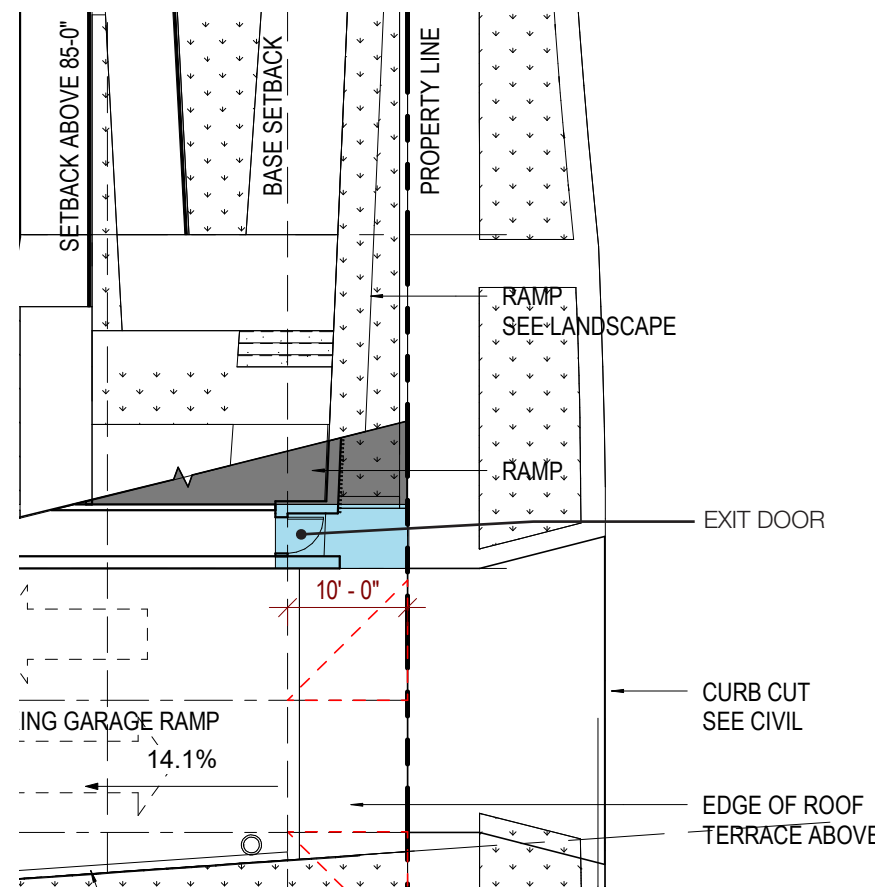 SETBACK ABOVE 85-0"
BASE SETBACK
PROPERTY LINE
RAMP
SEE LANDSCAPE
RAMP
EXIT DOOR
10' - 0"
CURB CUT
SEE CIVIL
ING GARAGE RAMP
14.1%
EDGE OF ROOF
TERRACE ABOVE